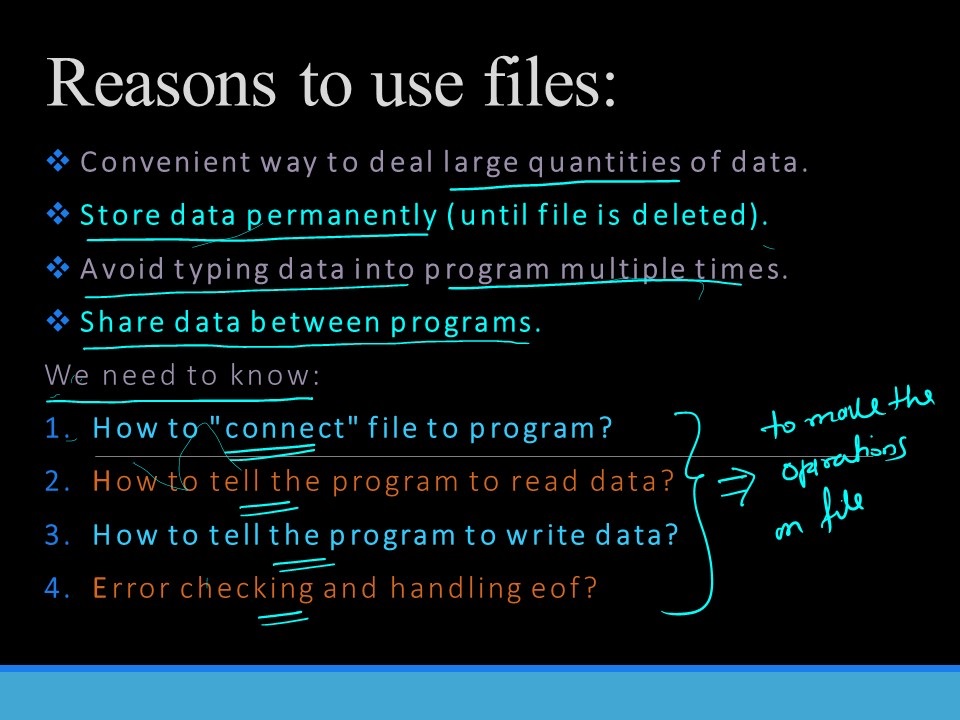 Reasons to use files:
❖ Convenient way to deal large quantities of data.
❖ Store data permanently (until file is deleted).
❖ Avoid typing data into program multiple times.
❖ Share data between programs.
We need to know:
1. How to "connect" file to program?
2. How to tell the program to read data?
3. How to tell the program to write data?
4. Error checking and handling eof?
to make the
operations
on file